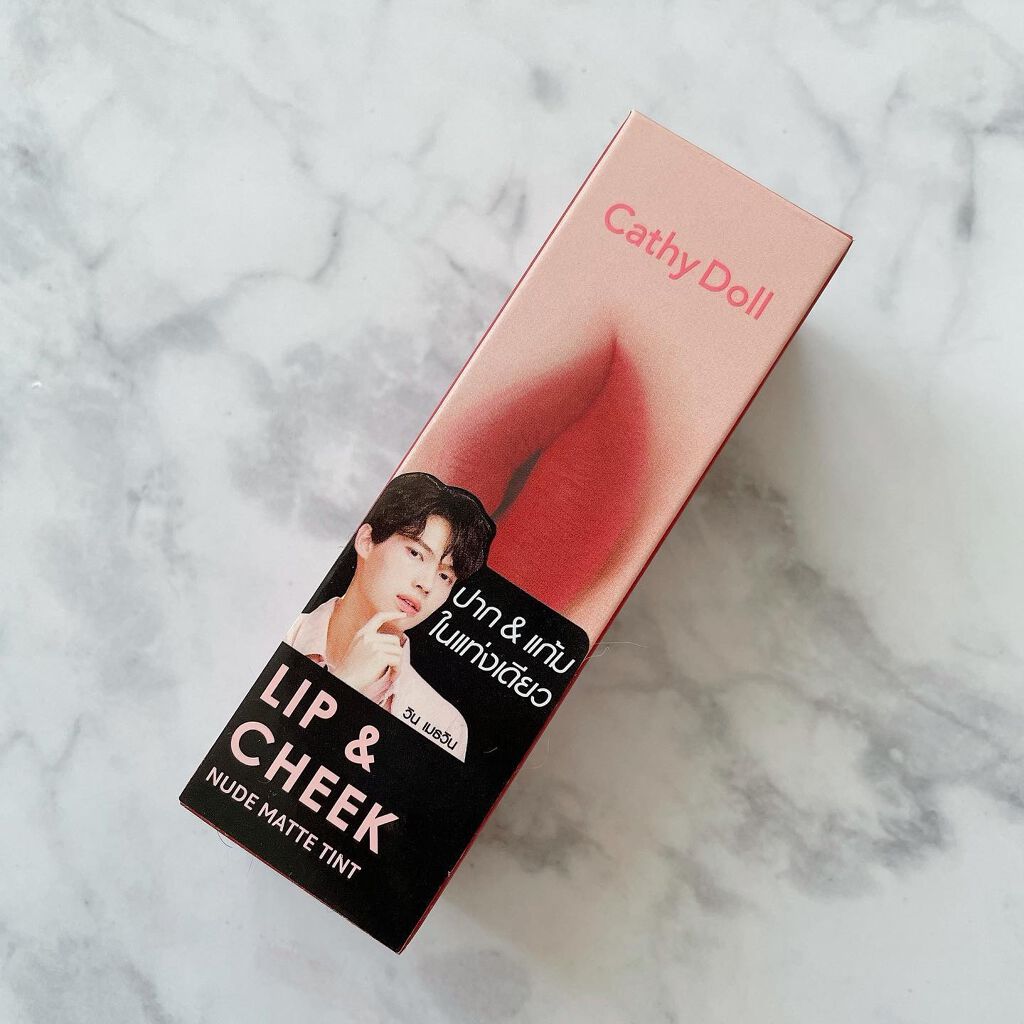 Cathy Doll
ปาก & แก้ม
ในแท่งเดียว
วิน เมธวิน
LIP &
CHEEK
NUDE MATTE TINT